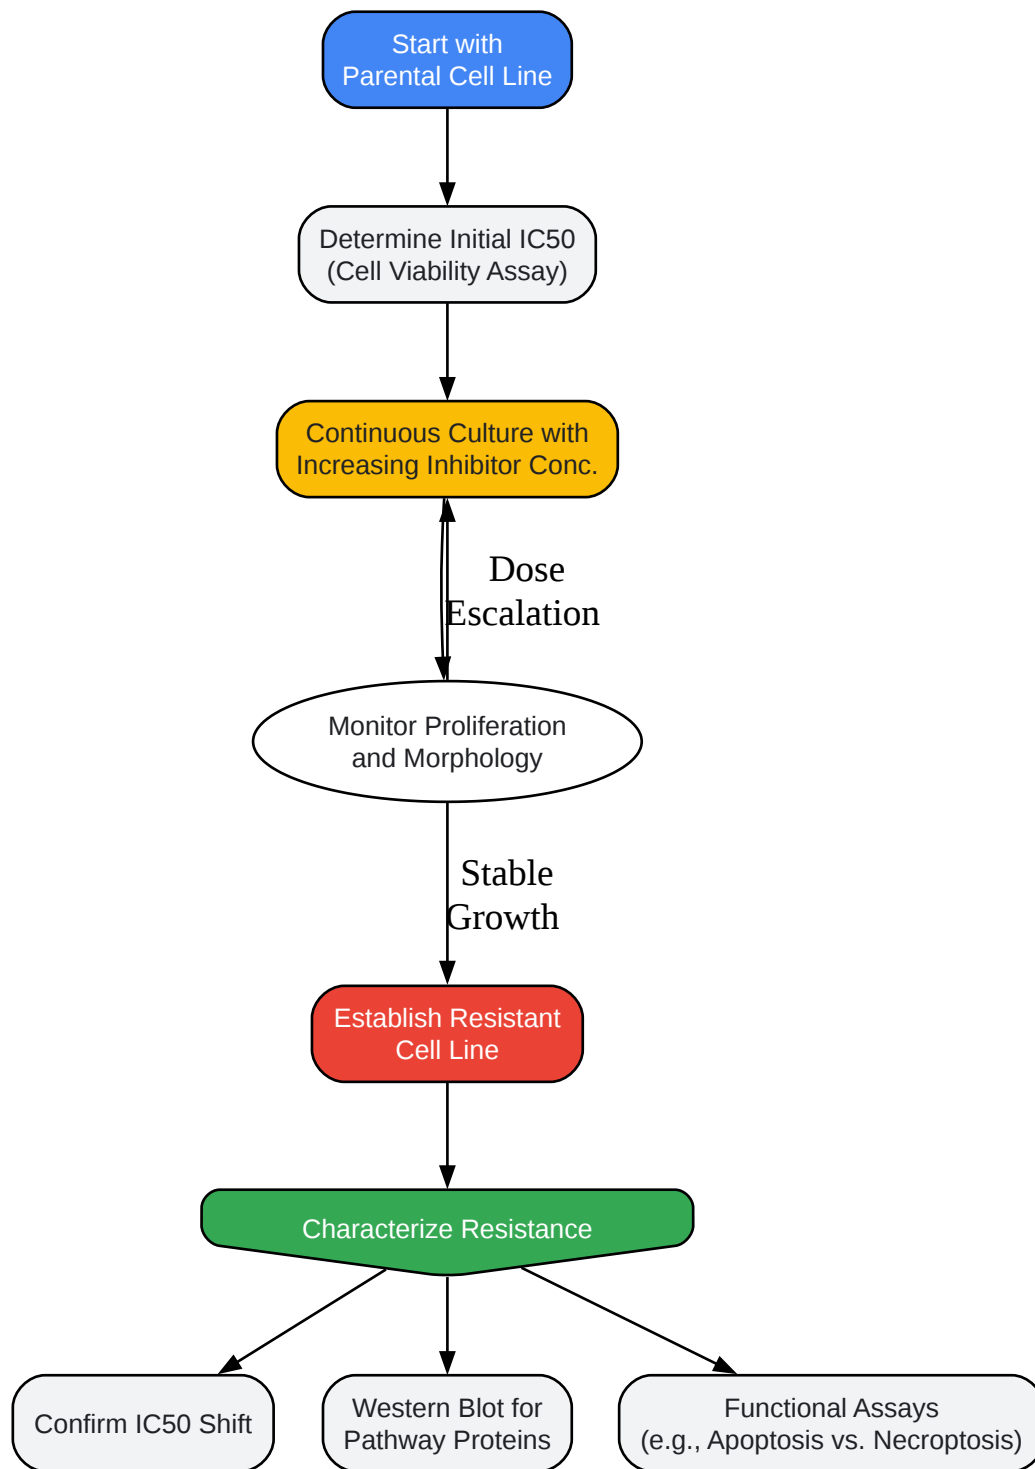 Start with
Parental Cell Line
Determine Initial IC50
(Cell Viability Assay)
Continuous Culture with
Increasing Inhibitor Conc.
Dose
Escalation
Monitor Proliferation
and Morphology
Stable
Growth
Establish Resistant
Cell Line
Characterize Resistance
Confirm IC50 Shift
Western Blot for
Pathway Proteins
Functional Assays
(e.g., Apoptosis vs. Necroptosis)